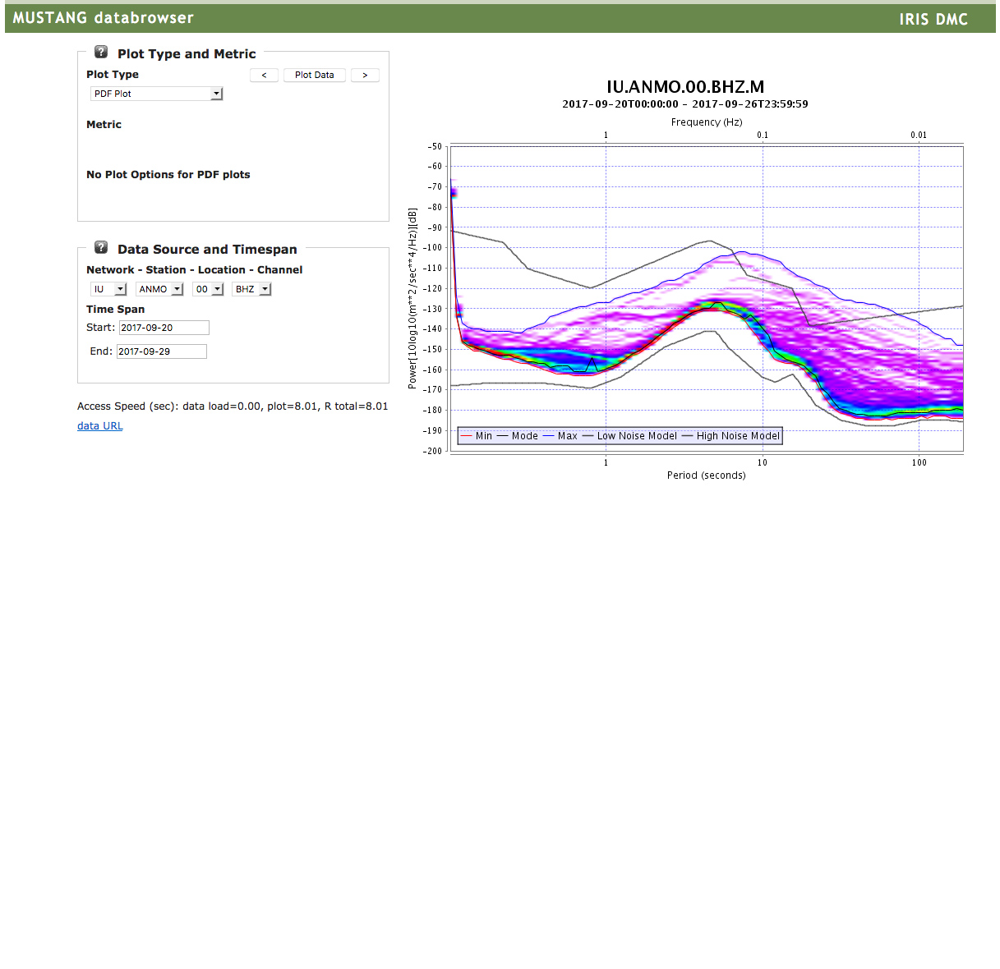 MUSTANG databrowser
IRIS DMC
? Plot Type and Metric
Plot Type
< Plot Data >
PDF Plot
Metric
No Plot Options for PDF plots
? Data Source and Timespan
Network - Station - Location - Channel
IU ANMO 00 BHZ
Time Span
Start: 2017-09-20
End: 2017-09-29
Access Speed (sec): data load=0.00, plot=8.01, R total=8.01
data URL
IU.ANMO.00.BHZ.M
2017-09-20T00:00:00 - 2017-09-26T23:59:59
Frequency (Hz)
1 0.1 0.01
Power[10log10(m**2/sec**4/Hz)][dB]
-50
-60
-70
-80
-90
-100
-110
-120
-130
-140
-150
-160
-170
-180
-190
-200
Min Mode Max Low Noise Model High Noise Model
1 10 100
Period (seconds)